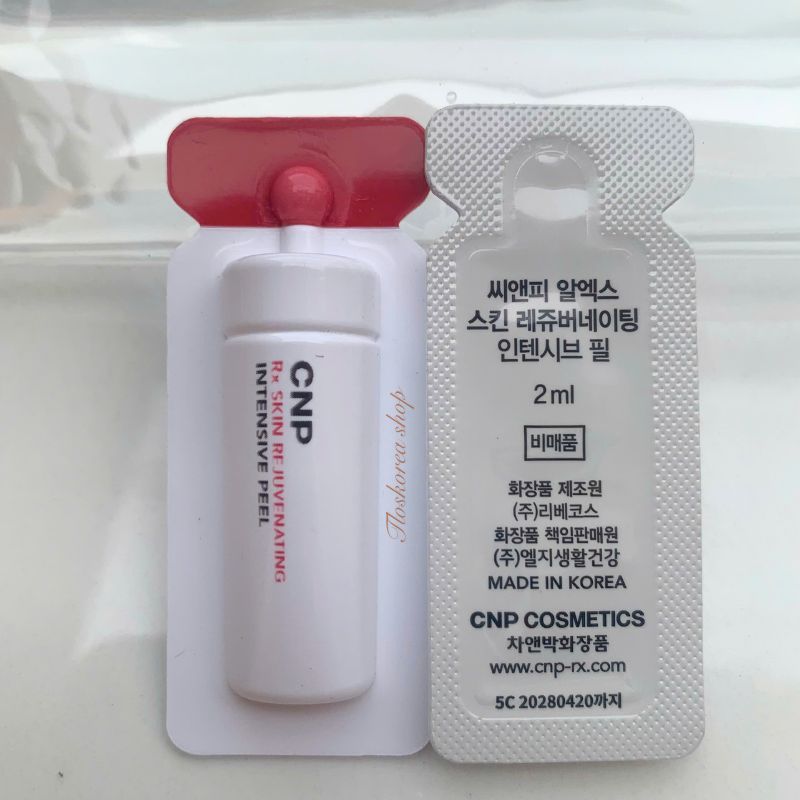 CNP
Rx SKIN REJUVENATING
INTENSIVE PEEL
Floskorea shop
씨앤피 알엑스
스킨 레쥬버네이팅
인텐시브 필
2ml
비매품
화장품 제조원
(주)리베코스
화장품 책임판매원
(주)엘지생활건강
MADE IN KOREA
CNP COSMETICS
차앤박화장품
www.cnp-rx.com
5C 20280420까지